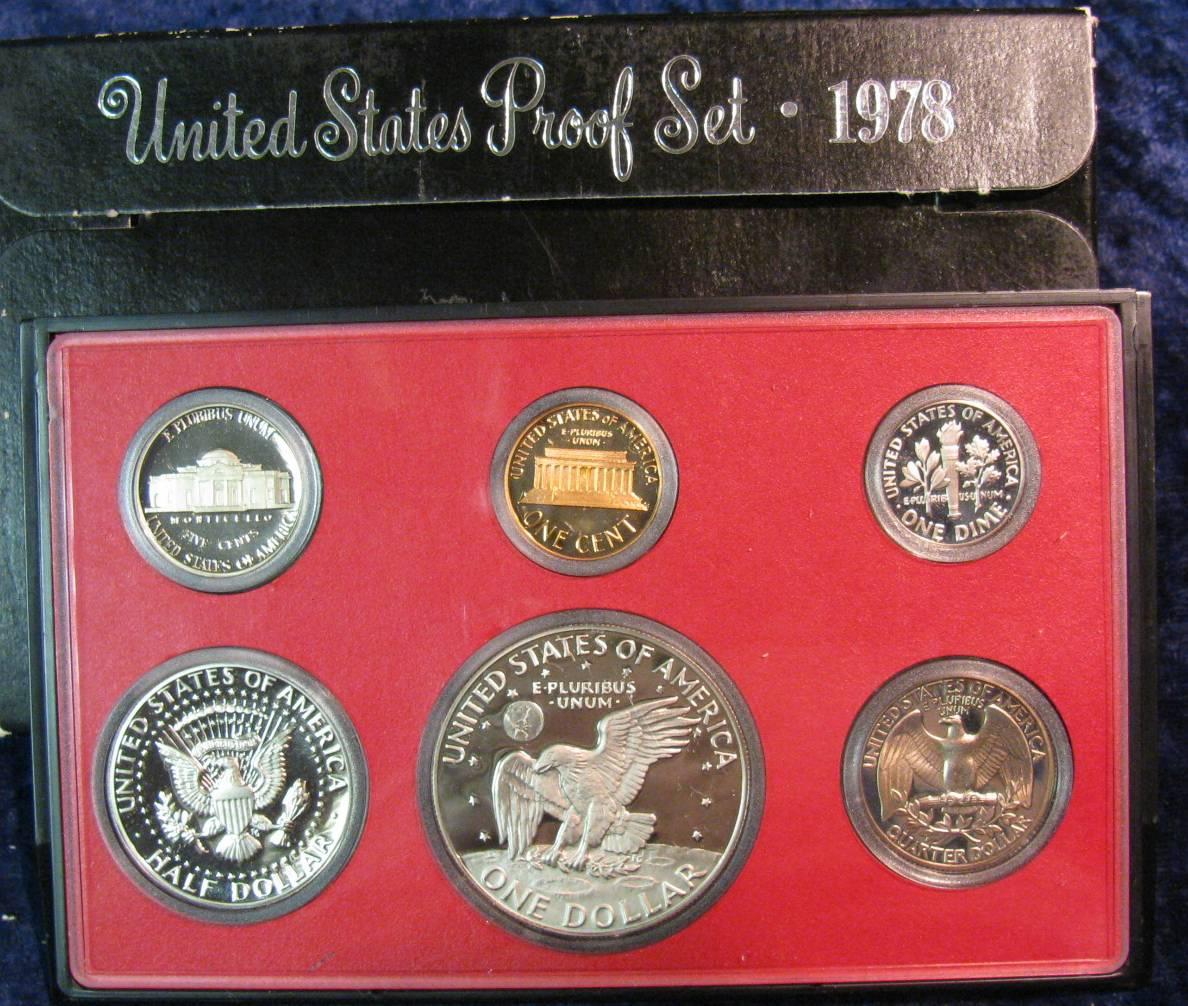 United States Proof Set · 1978
E PLURIBUS UNUM
MONTICELLO
FIVE CENTS
UNITED STATES OF AMERICA
UNITED STATES OF AMERICA
E·PLURIBUS
·UNUM·
ONE CENT
UNITED STATES OF AMERICA
E PLURIBUS UNUM
· ONE DIME ·
UNITED STATES OF AMERICA
HALF DOLLAR
UNITED STATES OF AMERICA
E·PLURIBUS
·UNUM·
ONE DOLLAR
UNITED STATES OF AMERICA
E·PLURIBUS
UNUM
QUARTER DOLLAR